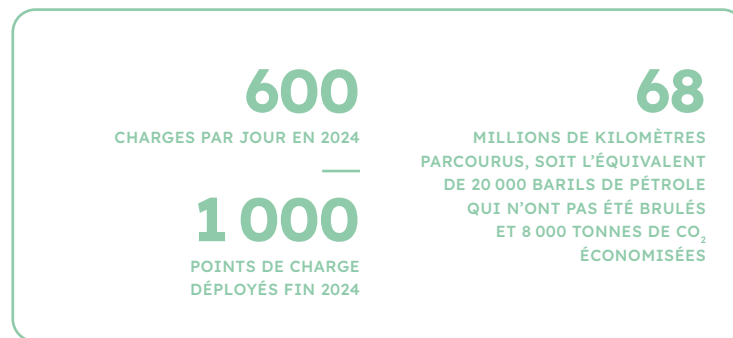 600
CHARGES PAR JOUR EN 2024
1 000
POINTS DE CHARGE
DÉPLOYÉS FIN 2024
68
MILLIONS DE KILOMÈTRES
PARCOURUS, SOIT L’ÉQUIVALENT
DE 20 000 BARILS DE PÉTROLE
QUI N’ONT PAS ÉTÉ BRULÉS
ET 8 000 TONNES DE CO₂
ÉCONOMISÉES